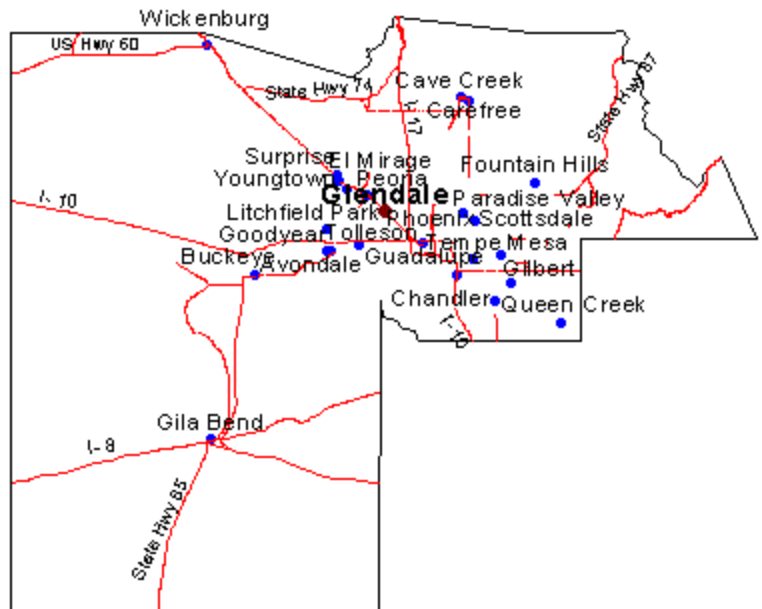 Wickenburg
US Hwy 60
State Hwy 74
Cave Creek
Carefree
I-17
State Hwy 87
Surprise
El Mirage
Fountain Hills
Youngtown
Peoria
Glendale
Paradise Valley
I-10
Litchfield Park
Phoenix
Scottsdale
Goodyear
Tolleson
Tempe
Mesa
Buckeye
Avondale
Guadalupe
Gilbert
Chandler
Queen Creek
I-10
Gila Bend
I-8
State Hwy 85